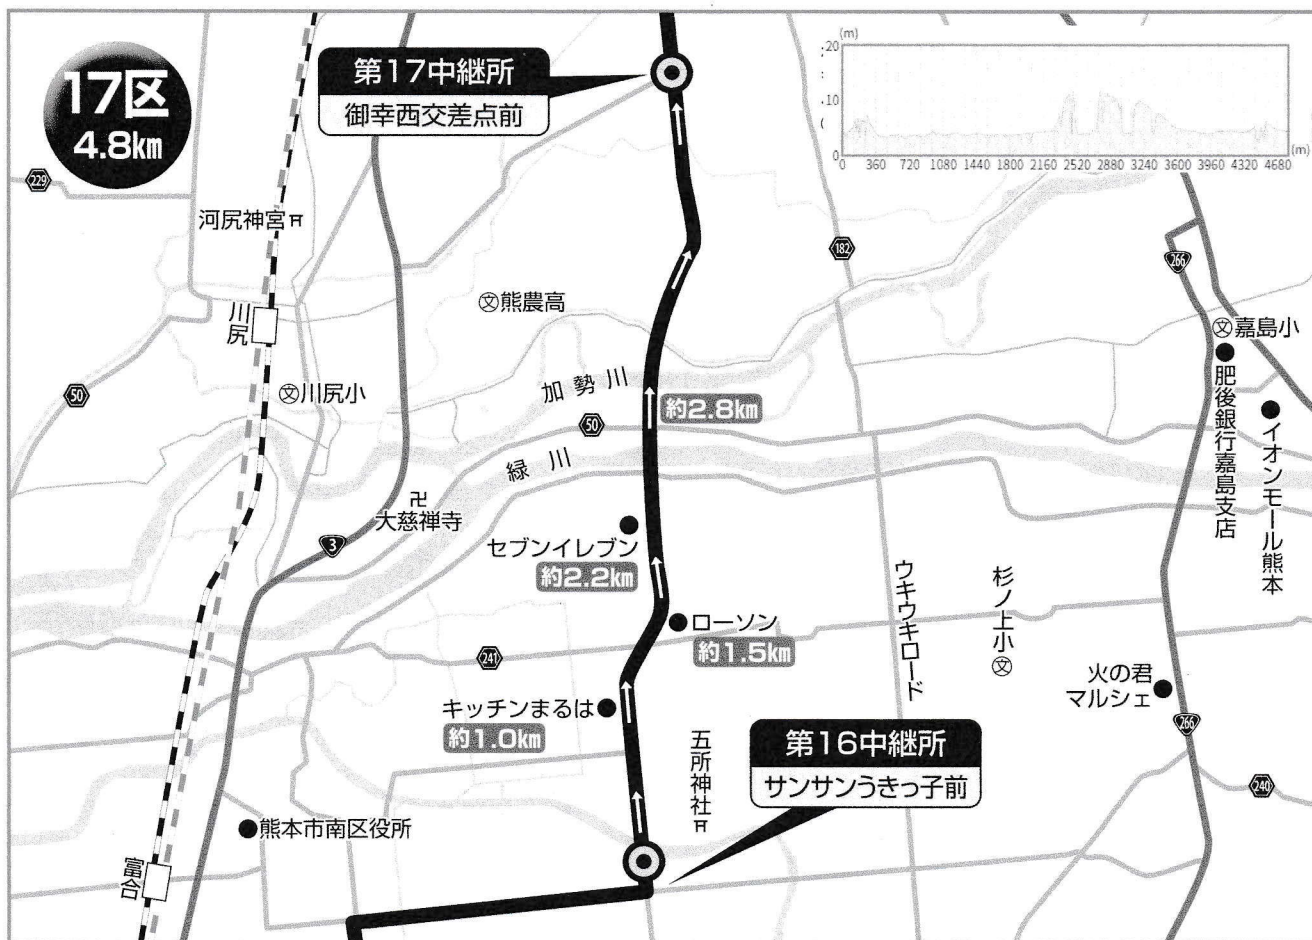 17区
4.8km
第17中継所
御幸西交差点前
(m)
20
10
0
0 360 720 1080 1440 1800 2160 2520 2880 3240 3600 3960 4320 4680
(m)
229
河尻神宮
182
266
川尻
文熊農高
文嘉島小
50
文川尻小
加勢川
約2.8km
肥後銀行嘉島支店
イオンモール熊本
50
緑川
卍
大慈禅寺
3
セブンイレブン
約2.2km
ウキウキロード
杉ノ上小文
ローソン
約1.5km
241
火の君
マルシェ
キッチンまるは
約1.0km
266
五所神社
第16中継所
サンサンうきっ子前
240
熊本市南区役所
富合